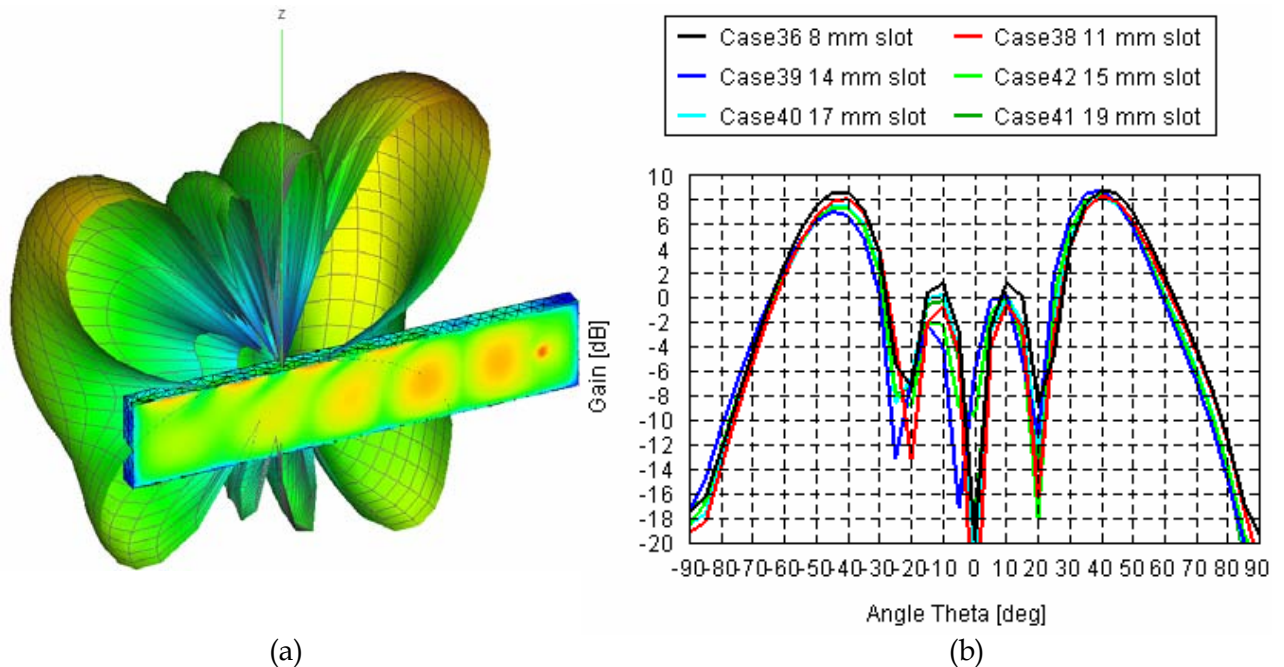 z
Case36 8 mm slot Case38 11 mm slot
Case39 14 mm slot Case42 15 mm slot
Case40 17 mm slot Case41 19 mm slot
10
8
6
4
2
0
-2
-4
-6
-8
-10
-12
-14
-16
-18
-20
Gain [dB]
-90 -80 -70 -60 -50 -40 -30 -20 -10 0 10 20 30 40 50 60 70 80 90
Angle Theta [deg]
(a) (b)